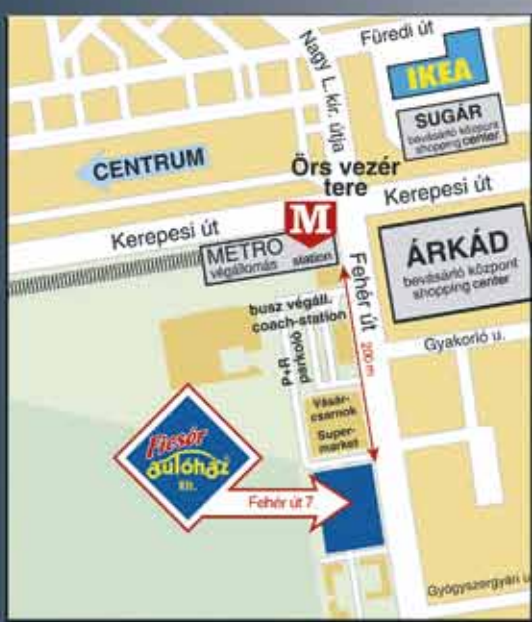 Füredi út
Nagy L. kir. útja
IKEA
SUGÁR
bevásárló központ
shopping center
CENTRUM
Örs vezér
tere
Kerepesi út
M
Kerepesi út
METRO
végállomás station
ÁRKÁD
bevásárló központ
shopping center
Fehér út
200 m
busz végáll.
coach-station
P+R
parkoló
Gyakorló u.
Vásár-
csarnok
Super-
market
Ficsór
autóház
Kft.
Fehér út 7.
Gyógyszergyári u